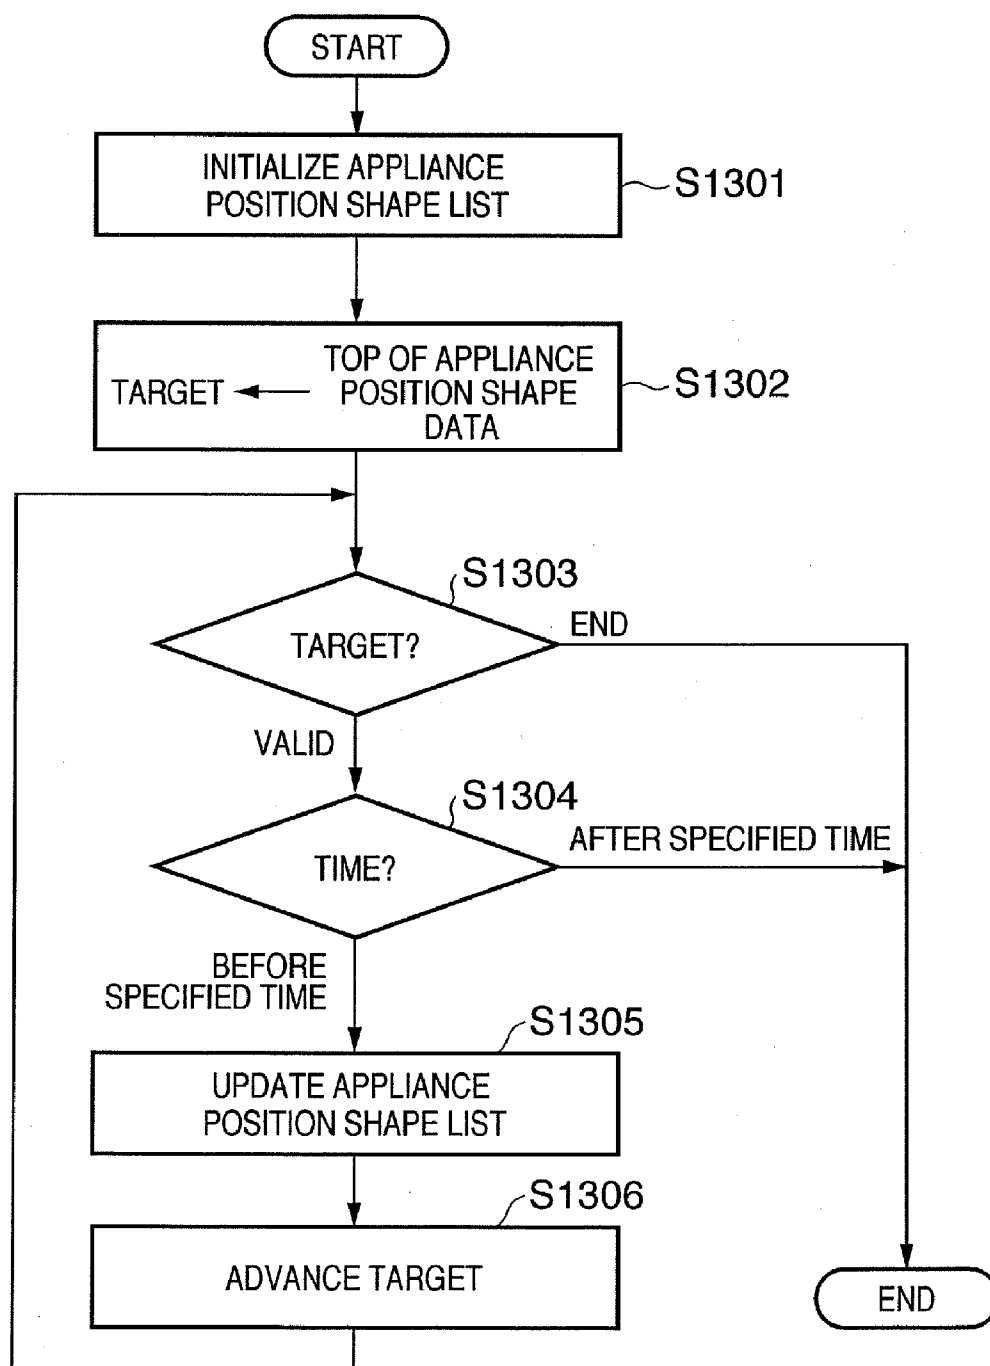 START
INITIALIZE APPLIANCE
POSITION SHAPE LIST
S1301
TOP OF APPLIANCE
TARGET
POSITION SHAPE
DATA
S1302
S1303
TARGET?
END
VALID
S1304
TIME?
AFTER SPECIFIED TIME
BEFORE
SPECIFIED TIME
S1305
UPDATE APPLIANCE
POSITION SHAPE LIST
S1306
ADVANCE TARGET
END